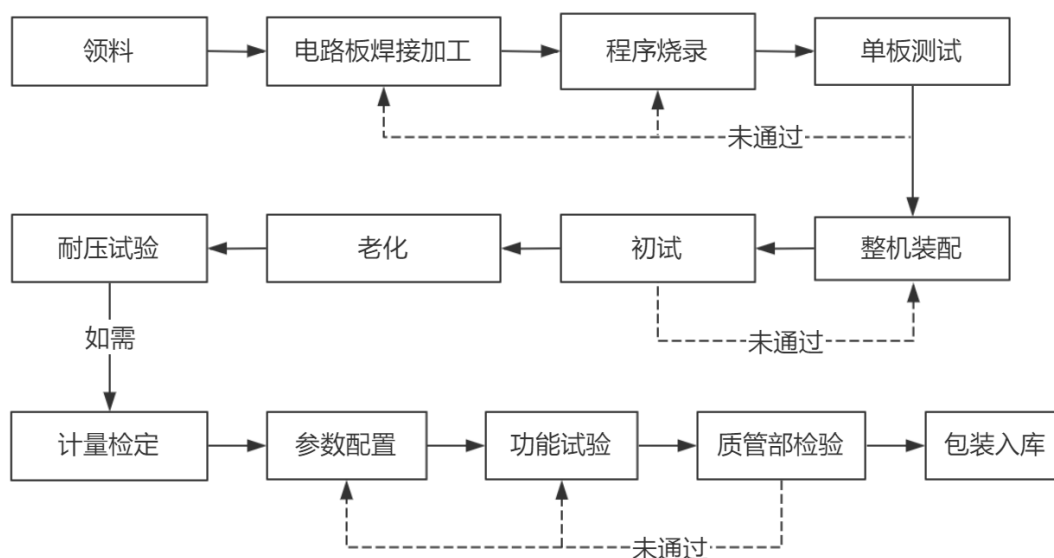 领料
电路板焊接加工
程序烧录
单板测试
未通过
耐压试验
老化
初试
整机装配
如需
未通过
计量检定
参数配置
功能试验
质管部检验
包装入库
未通过